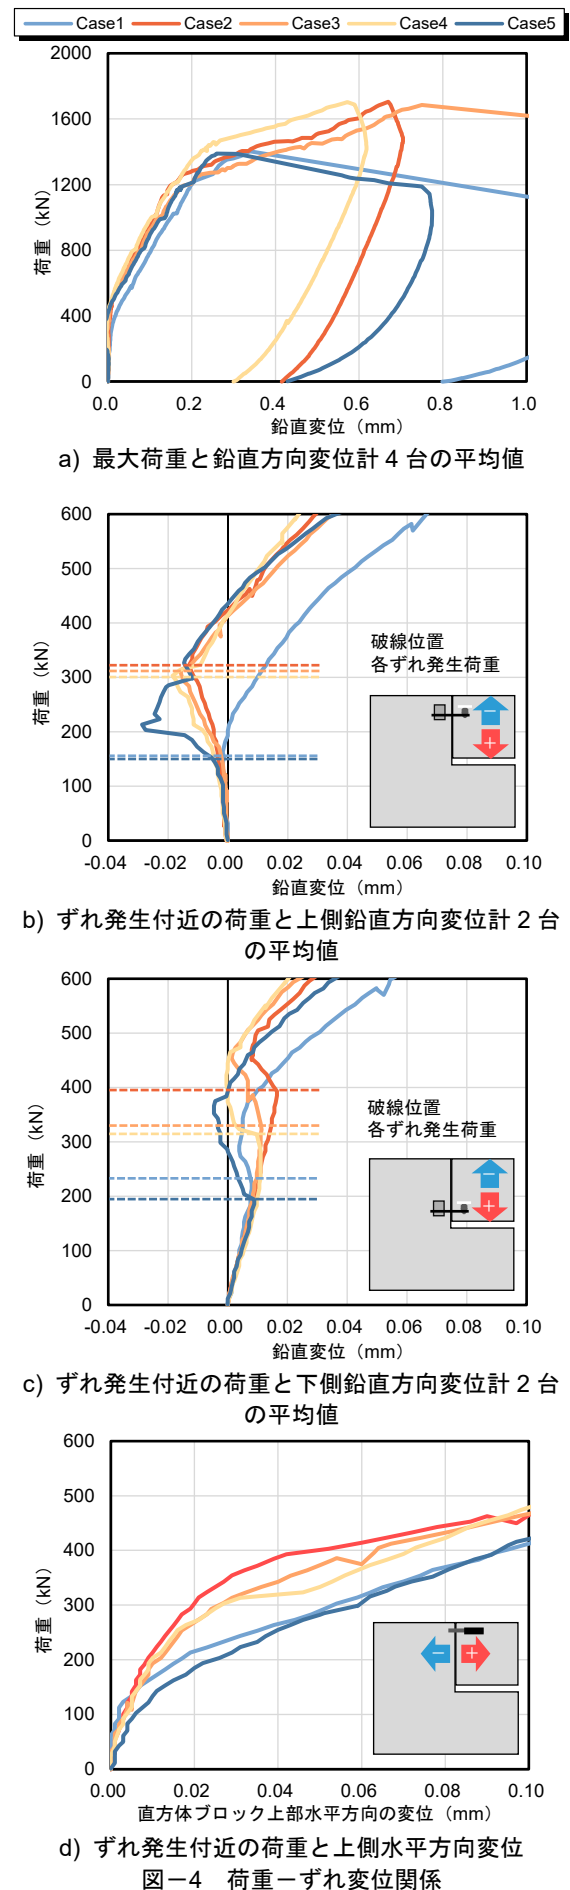 Case1 Case2 Case3 Case4 Case5
2000
1600
1200
800
400
0
荷重（kN）
0.0 0.2 0.4 0.6 0.8 1.0
鉛直変位（mm）
a) 最大荷重と鉛直方向変位計 4 台の平均値
600
500
400
300
200
100
0
荷重（kN）
破線位置
各ずれ発生荷重
−
+
-0.04 -0.02 0.00 0.02 0.04 0.06 0.08 0.10
鉛直変位（mm）
b) ずれ発生付近の荷重と上側鉛直方向変位計 2 台
の平均値
600
500
400
300
200
100
0
荷重（kN）
破線位置
各ずれ発生荷重
−
+
-0.04 -0.02 0.00 0.02 0.04 0.06 0.08 0.10
鉛直変位（mm）
c) ずれ発生付近の荷重と下側鉛直方向変位計 2 台
の平均値
600
500
400
300
200
100
0
荷重（kN）
− +
0.00 0.02 0.04 0.06 0.08 0.10
直方体ブロック上部水平方向の変位（mm）
d) ずれ発生付近の荷重と上側水平方向変位
図－4　荷重－ずれ変位関係